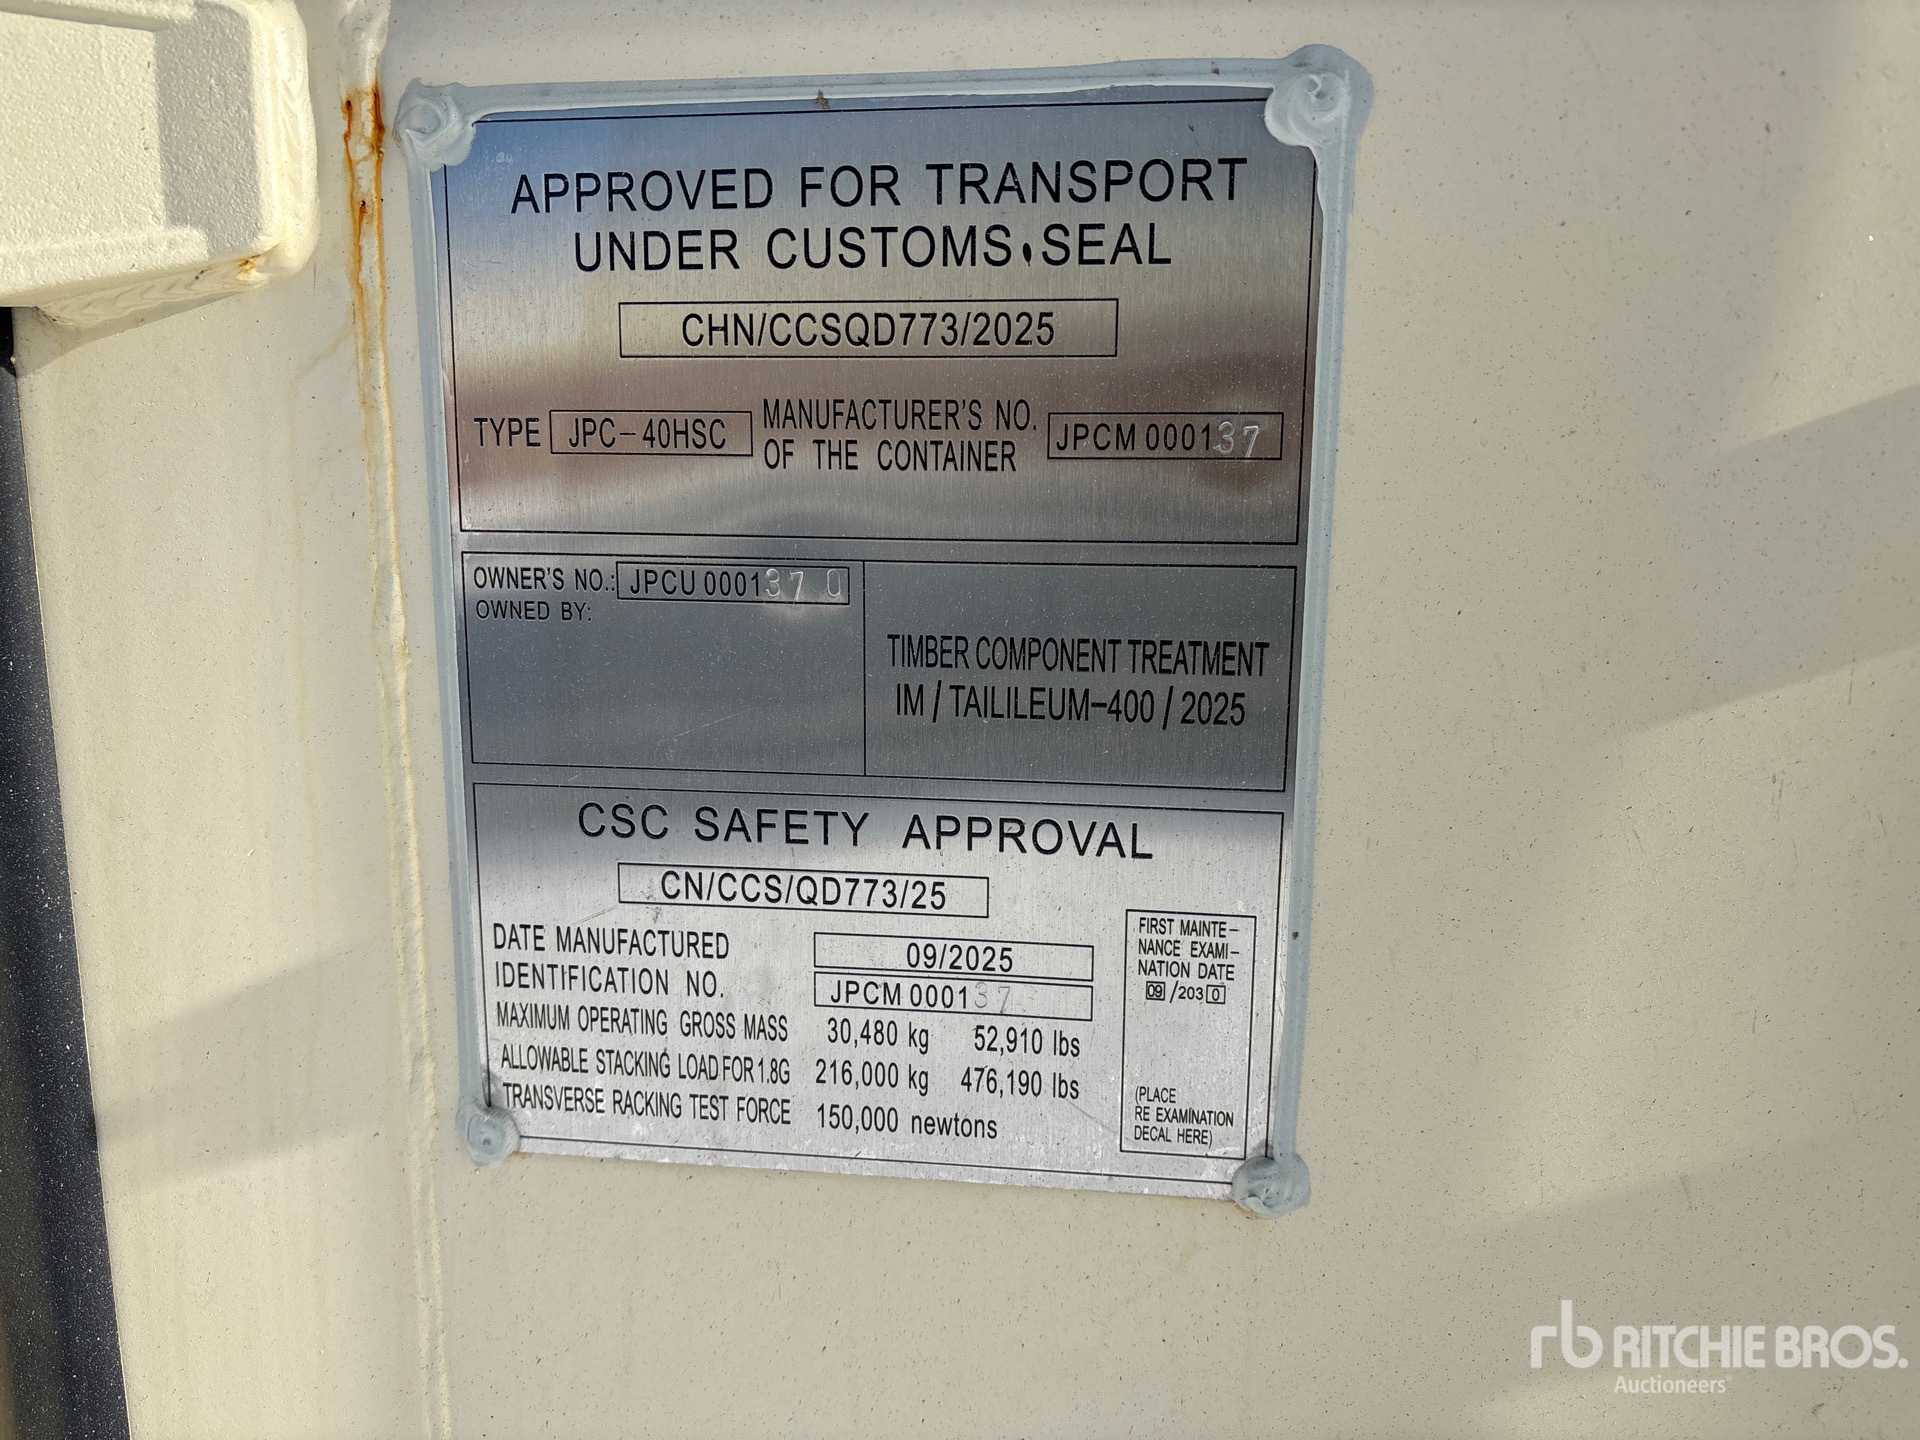 APPROVED FOR TRANSPORT
UNDER CUSTOMS SEAL
CHN/CCSQD773/2025
TYPE JPC-40HSC MANUFACTURER'S NO. OF THE CONTAINER JPCM 000137
OWNER'S NO.: JPCU 0001370
OWNED BY:
TIMBER COMPONENT TREATMENT
IM / TAILILEUM-400 / 2025
CSC SAFETY APPROVAL
CN/CCS/QD773/25
DATE MANUFACTURED 09/2025
IDENTIFICATION NO. JPCM 000137
MAXIMUM OPERATING GROSS MASS 30,480 kg 52,910 lbs
ALLOWABLE STACKING LOAD FOR 1.8G 216,000 kg 476,190 lbs
TRANSVERSE RACKING TEST FORCE 150,000 newtons
FIRST MAINTE-
NANCE EXAMI-
NATION DATE
09 /2030
(PLACE
RE EXAMINATION
DECAL HERE)
rb RITCHIE BROS.
Auctioneers